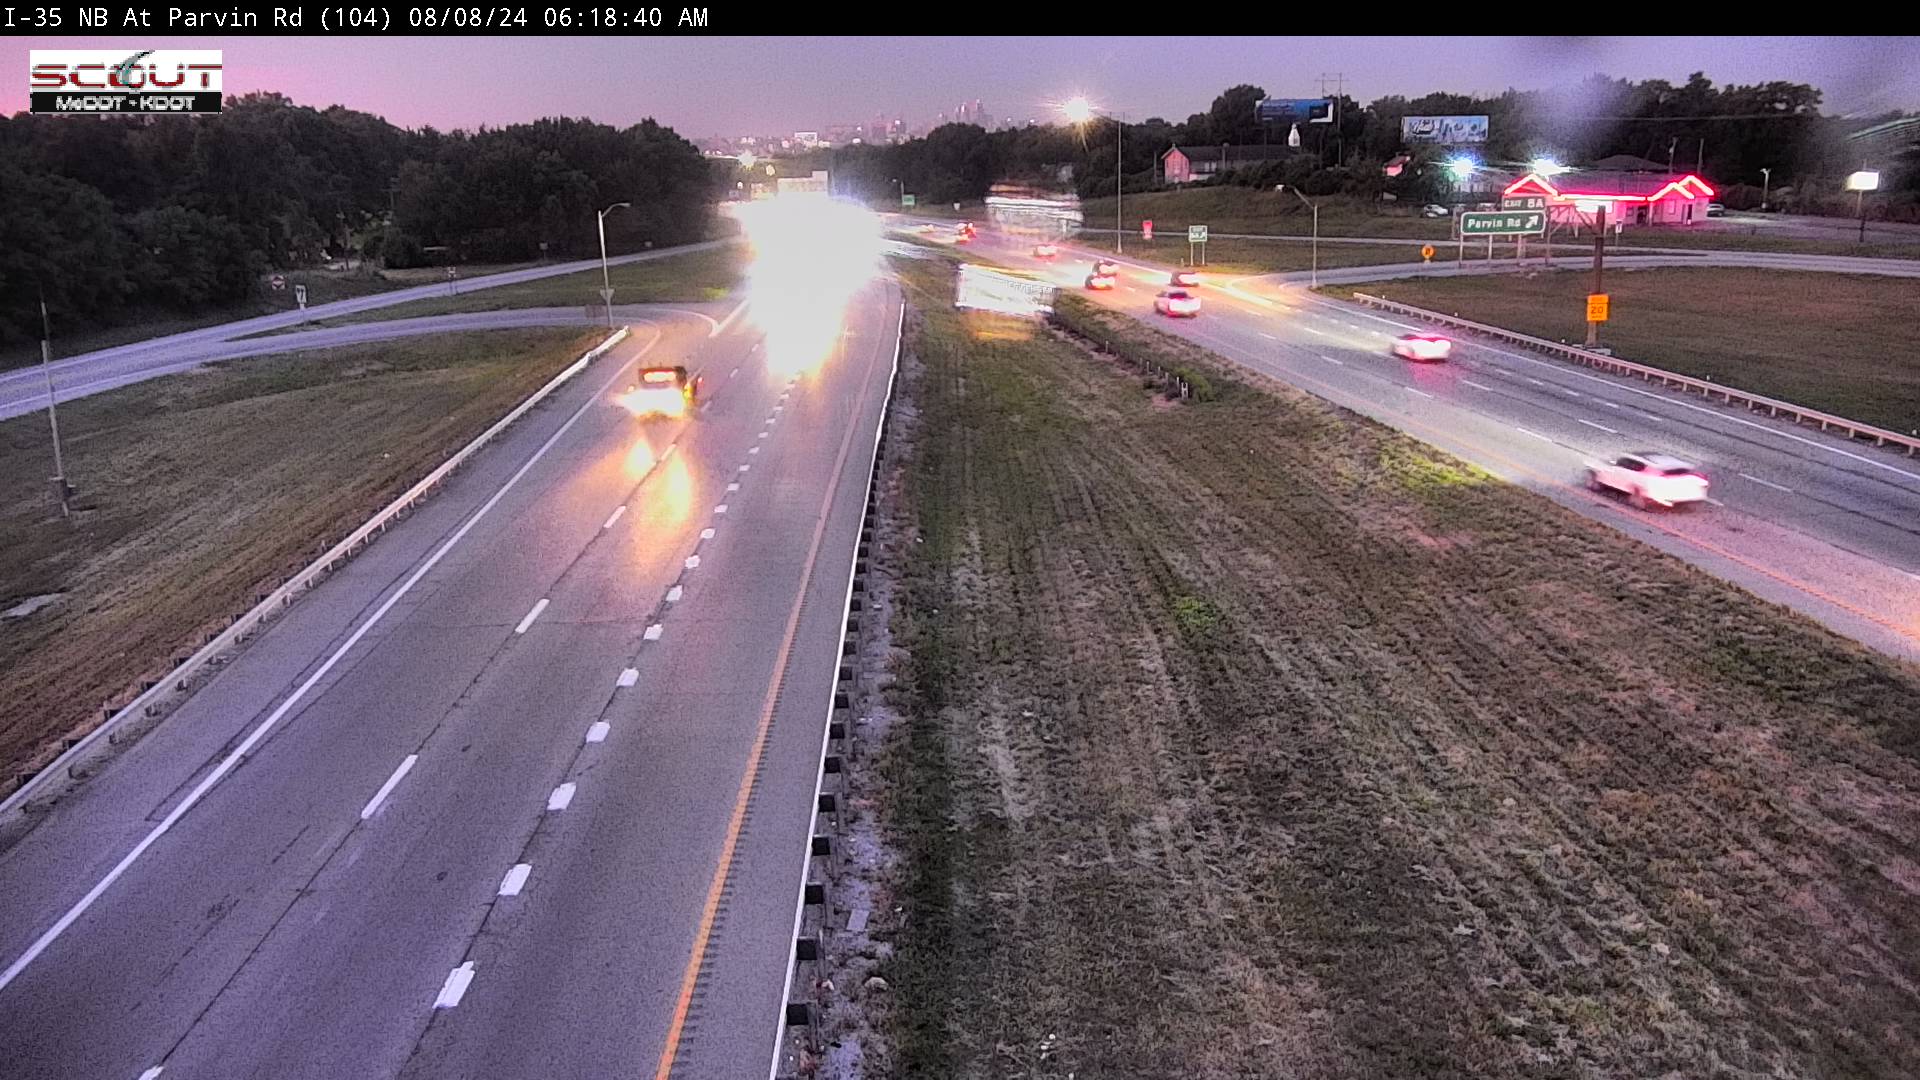 I-35 NB At Parvin Rd (104) 08/08/24 06:18:40 AM
SCOUT
MoDOT - KDOT
EXIT 8A
Parvin Rd
20